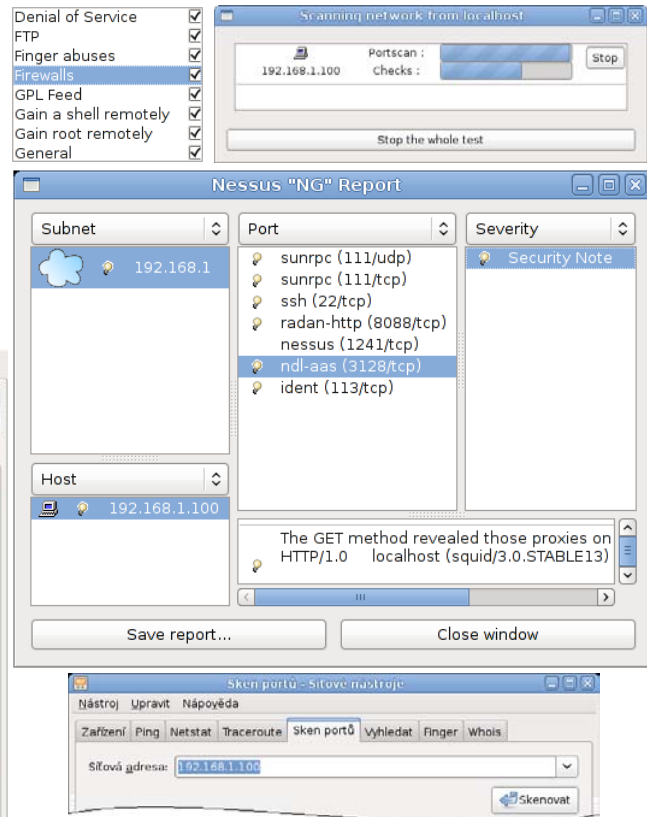 Denial of Service
FTP
Finger abuses
Firewalls
GPL Feed
Gain a shell remotely
Gain root remotely
General
Scanning network from localhost
192.168.1.100
Portscan :
Checks :
Stop
Stop the whole test
Nessus "NG" Report
Subnet
192.168.1
Host
192.168.1.100
Port
sunrpc (111/udp)
sunrpc (111/tcp)
ssh (22/tcp)
radan-http (8088/tcp)
nessus (1241/tcp)
ndl-aas (3128/tcp)
ident (113/tcp)
Severity
Security Note
The GET method revealed those proxies on
HTTP/1.0 localhost (squid/3.0.STABLE13)
Save report...
Close window
Sken portů - Síťové nástroje
Nástroj Upravit Nápověda
Zařízení Ping Netstat Traceroute Sken portů Vyhledat Finger Whois
Síťová adresa: 192.168.1.100
Skenovat